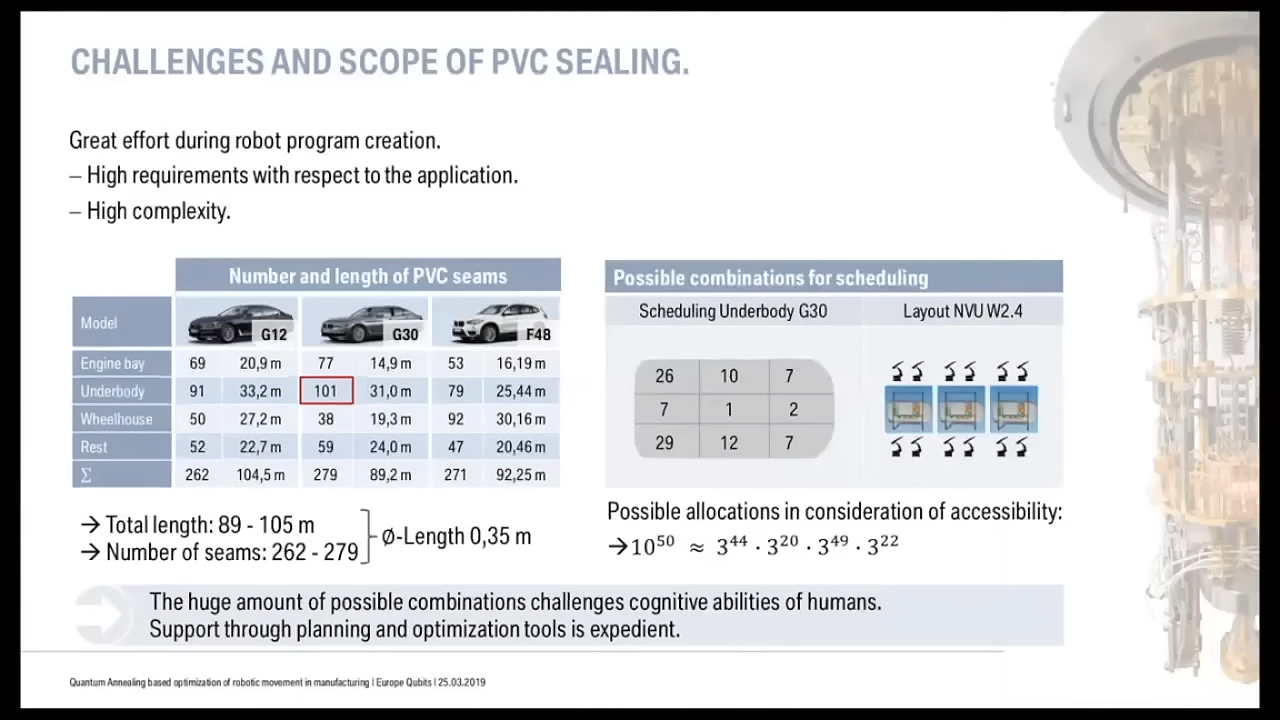 CHALLENGES AND SCOPE OF PVC SEALING.
Great effort during robot program creation.
– High requirements with respect to the application.
– High complexity.
Number and length of PVC seams
Model G12 G30 F48
Engine bay 69 20,9 m 77 14,9 m 53 16,19 m
Underbody 91 33,2 m 101 31,0 m 79 25,44 m
Wheelhouse 50 27,2 m 38 19,3 m 92 30,16 m
Rest 52 22,7 m 59 24,0 m 47 20,46 m
Σ 262 104,5 m 279 89,2 m 271 92,25 m
→ Total length: 89 - 105 m
→ Number of seams: 262 - 279
Ø-Length 0,35 m
Possible combinations for scheduling
Scheduling Underbody G30 Layout NVU W2.4
26 10 7
7 1 2
29 12 7
Possible allocations in consideration of accessibility:
→10⁵⁰ ≈ 3⁴⁴ · 3²⁰ · 3⁴⁹ · 3²²
The huge amount of possible combinations challenges cognitive abilities of humans.
Support through planning and optimization tools is expedient.
Quantum Annealing based optimization of robotic movement in manufacturing | Europe Qubits | 25.03.2019